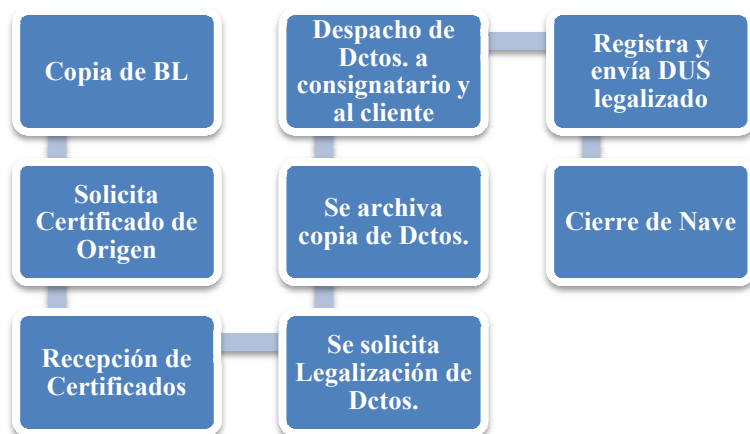 Copia de BL
Solicita
Certificado de
Origen
Recepción de
Certificados
Se solicita
Legalización de
Dctos.
Se archiva
copia de Dctos.
Despacho de
Dctos. a
consignatario y
al cliente
Registra y
envía DUS
legalizado
Cierre de Nave